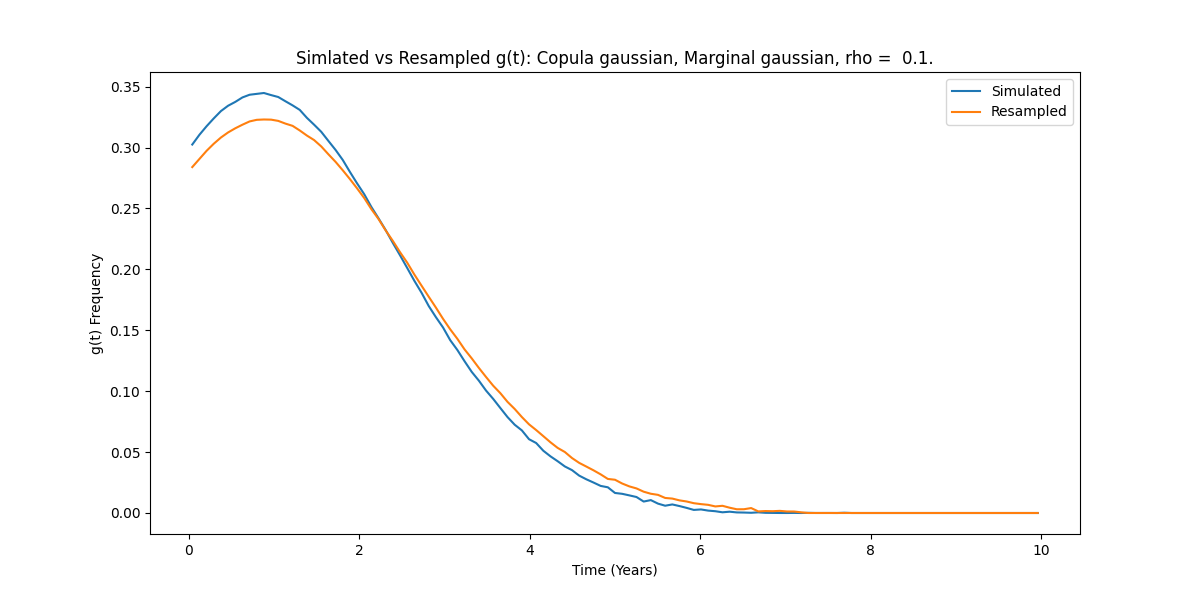 Simlated vs Resampled g(t): Copula gaussian, Marginal gaussian, rho =  0.1.
Simulated
Resampled
0.35
0.30
0.25
0.20
0.15
0.10
0.05
0.00
g(t) Frequency
0 2 4 6 8 10
Time (Years)